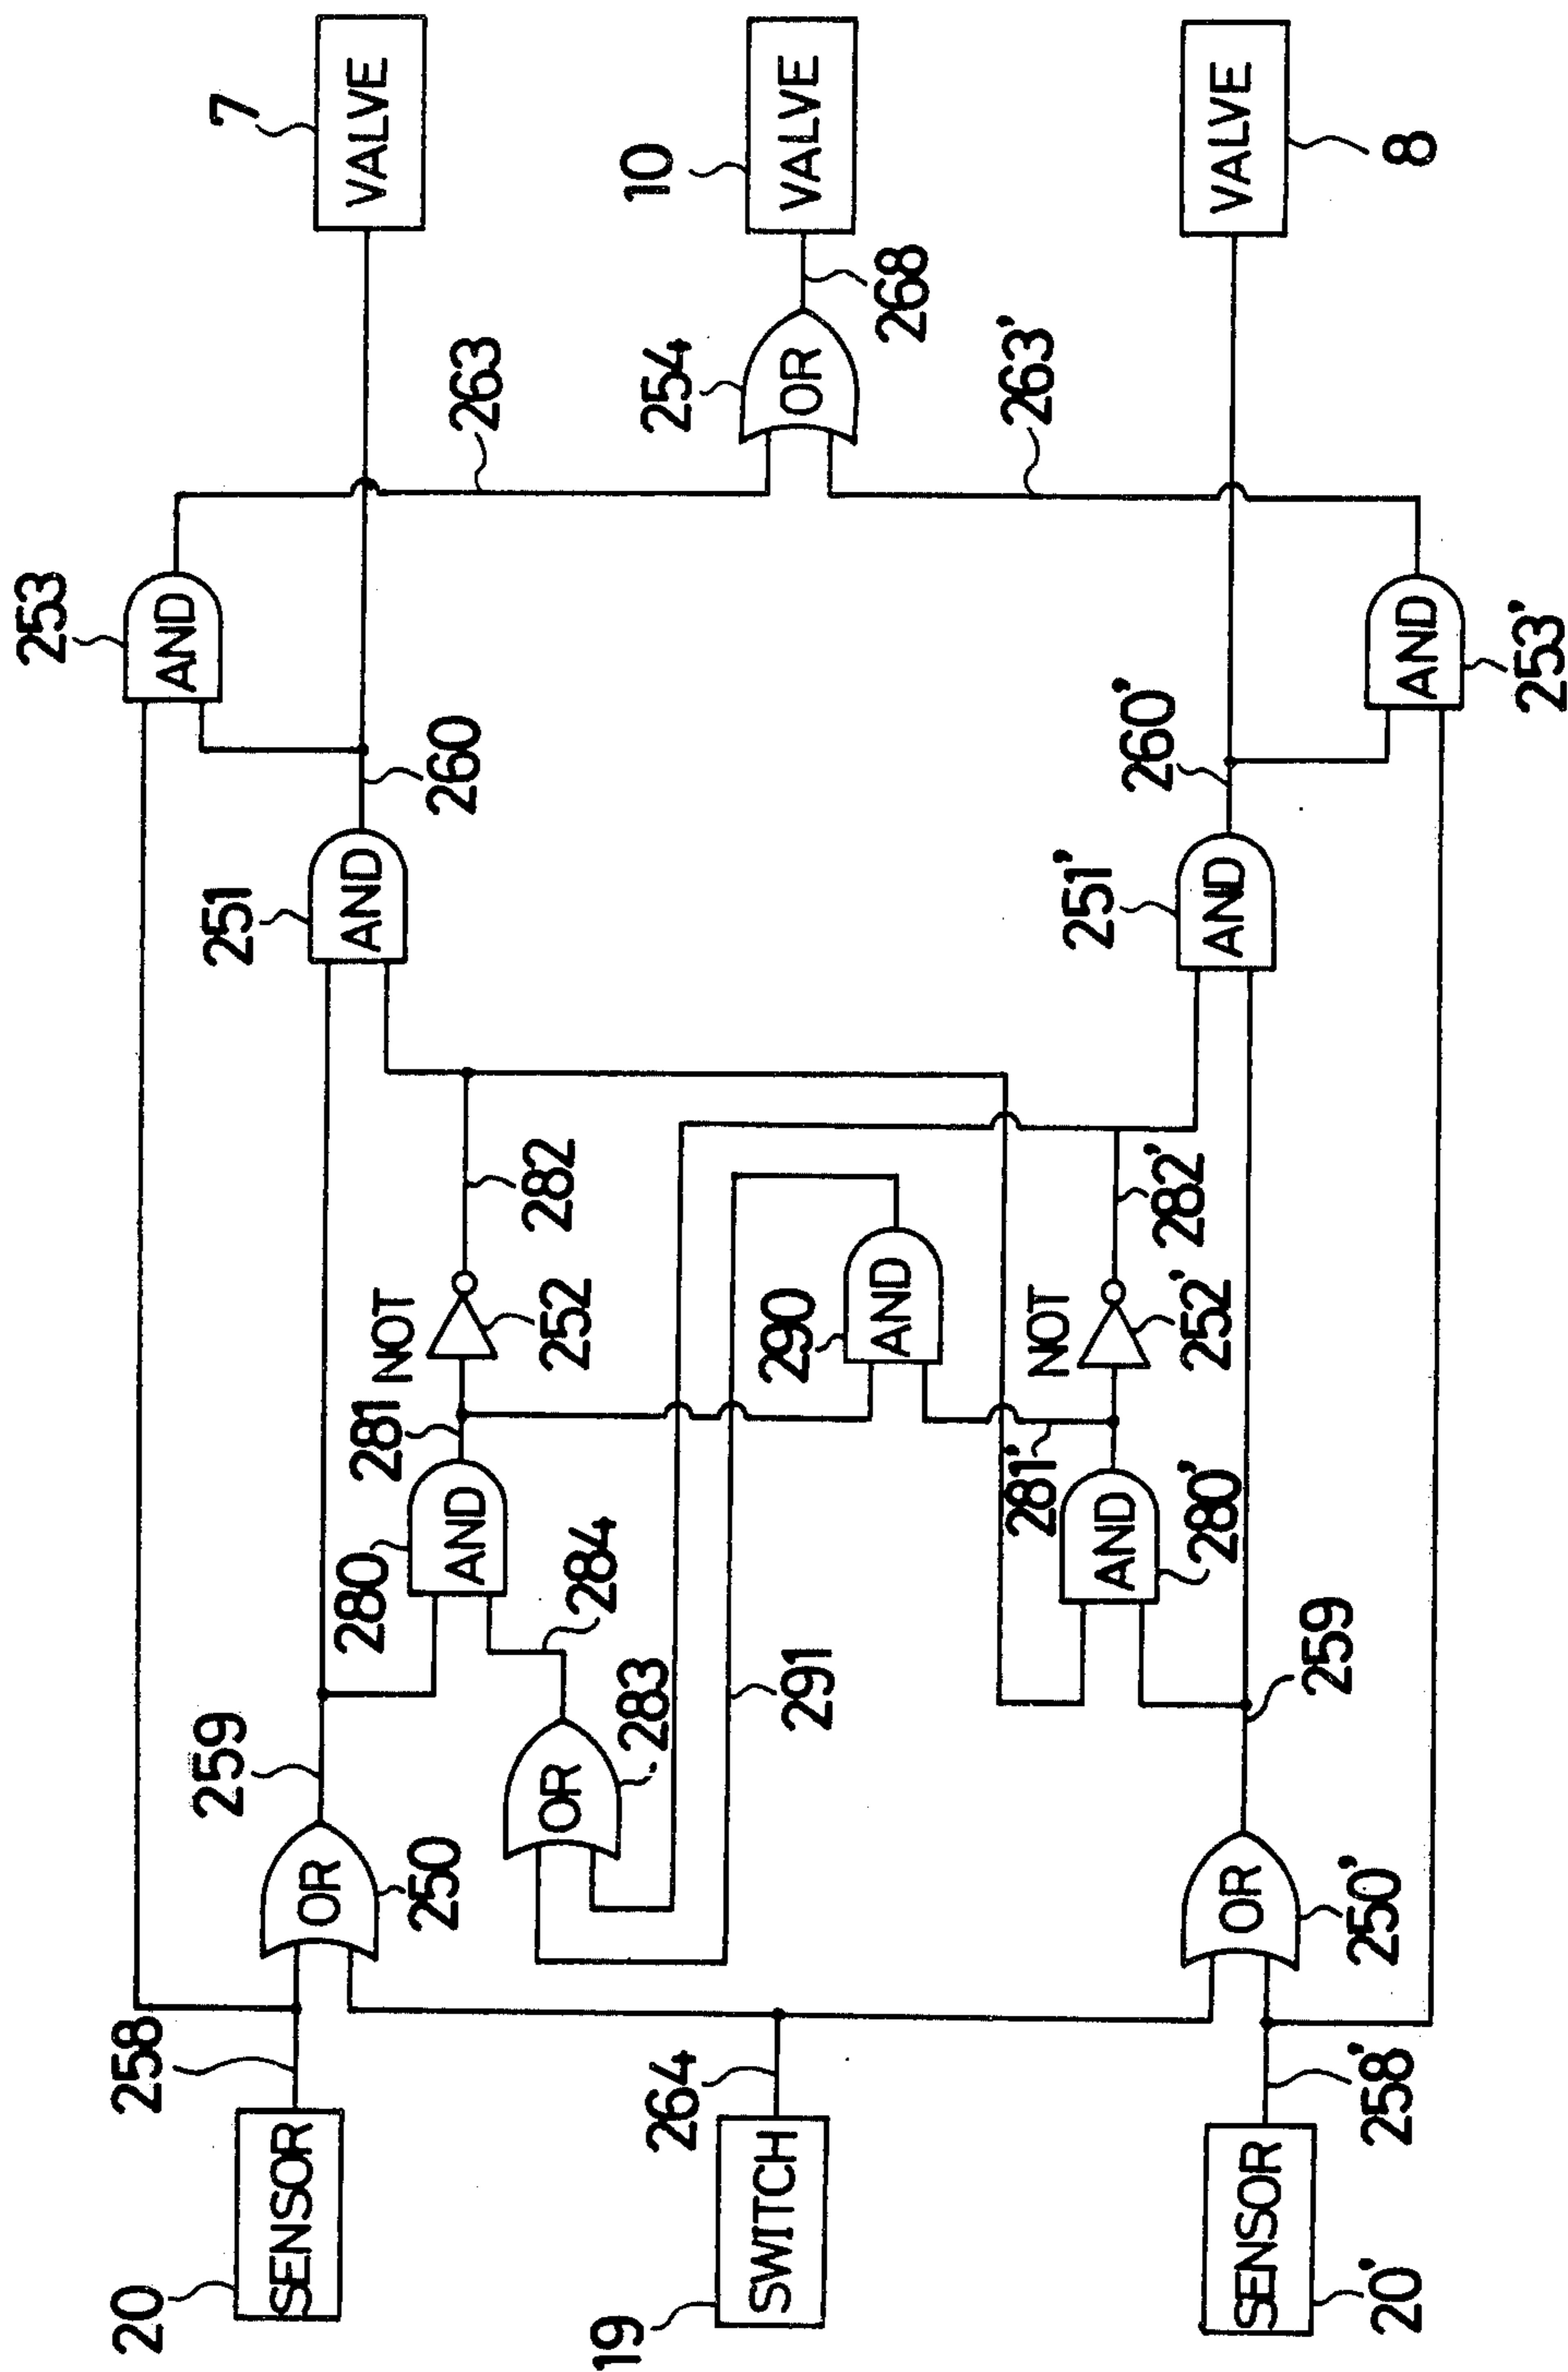 253
20
258
AND
259
251
7
SENSOR
OR
AND
VALVE
280
281
NOT
250
260
AND
263
OR
252
282
284
19
283
10
264
254
SWITCH
OR
VALVE
291
290
AND
268
281'
NOT
263'
251'
AND
260'
280'
252'
282'
SENSOR
OR
AND
VALVE
259
20'
258'
250'
AND
8
253'